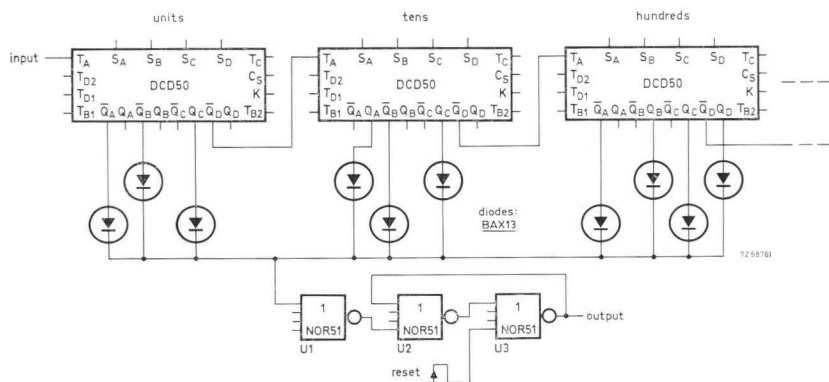 units tens hundreds
input T_A S_A S_B S_C S_D T_C
T_D2
DCD50
T_D1
T_B1 Q̅_A Q_A Q̅_B Q_B Q̅_C Q_C Q̅_D Q_D T_B2
T_A S_A S_B S_C S_D T_C
T_D2 C_S
DCD50 K
T_D1
T_B1 Q̅_A Q_A Q̅_B Q_B Q̅_C Q_C Q̅_D Q_D T_B2
T_A S_A S_B S_C S_D T_C
T_D2 C_S
DCD50 K
T_D1
T_B1 Q̅_A Q_A Q̅_B Q_B Q̅_C Q_C Q̅_D Q_D T_B2
C_S
K
diodes:
BAX13
7Z58761
1 1 1
NOR51 NOR51 NOR51
output
U1 U2 U3
reset